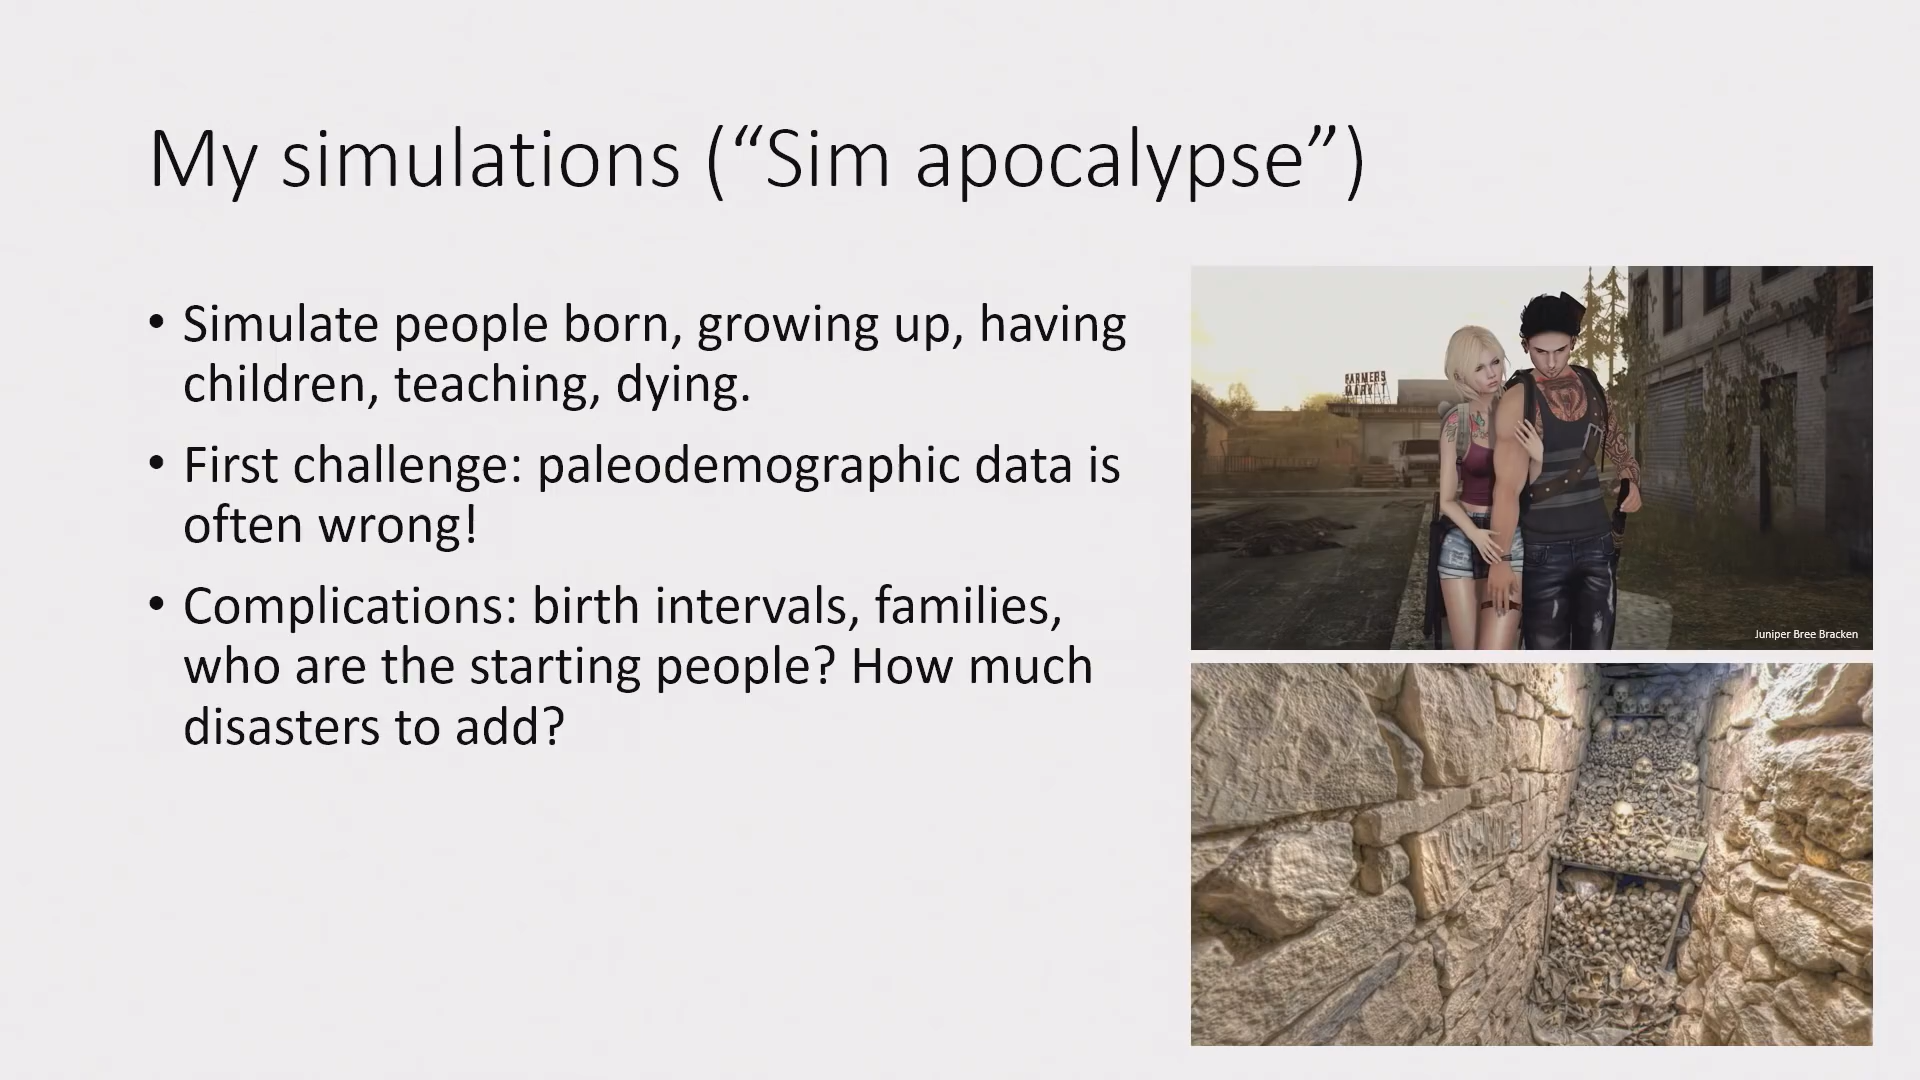 My simulations (“Sim apocalypse”)
• Simulate people born, growing up, having
children, teaching, dying.
• First challenge: paleodemographic data is
often wrong!
• Complications: birth intervals, families,
who are the starting people? How much
disasters to add?
FARMERS
MARKET
Juniper Bree Bracken